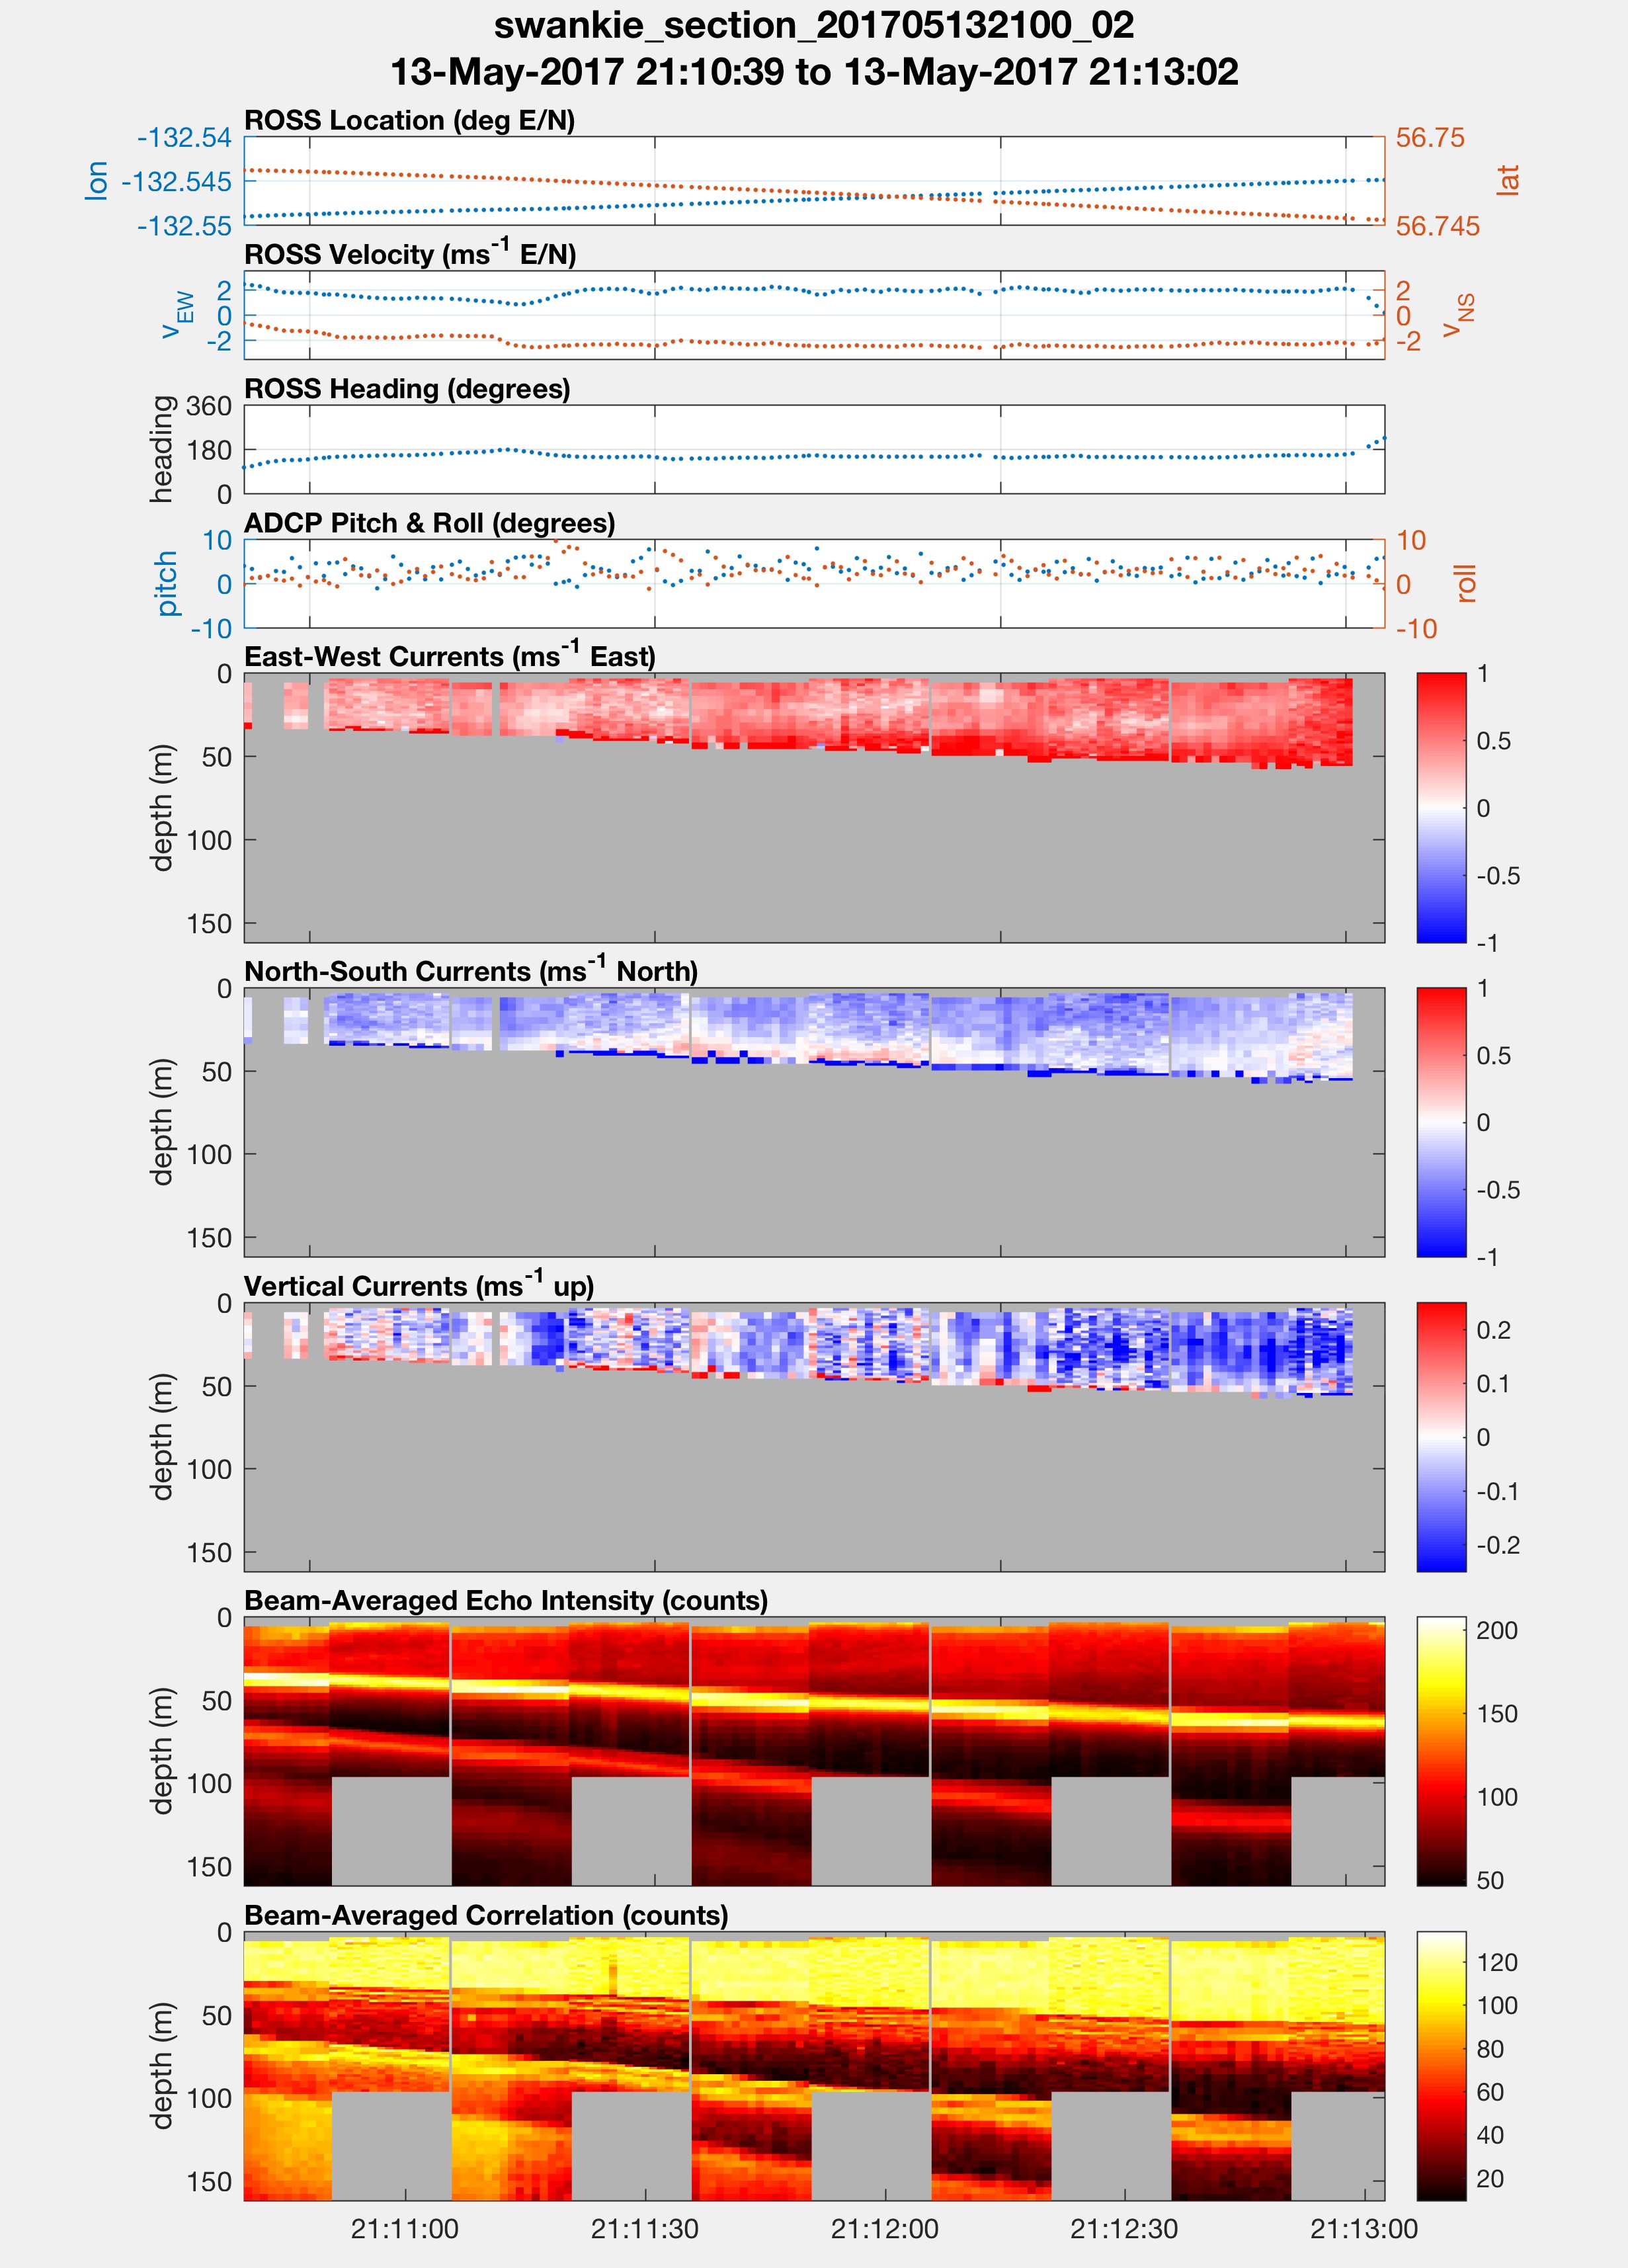 swankie_section_201705132100_02
13-May-2017 21:10:39 to 13-May-2017 21:13:02
ROSS Location (deg E/N)
-132.54
-132.545
-132.55
lon
56.75
56.745
lat
ROSS Velocity (ms-1 E/N)
2
0
-2
vEW
2
0
-2
vNS
ROSS Heading (degrees)
360
180
0
heading
ADCP Pitch & Roll (degrees)
10
0
-10
pitch
10
0
-10
roll
East-West Currents (ms-1 East)
0
50
100
150
depth (m)
1
0.5
0
-0.5
-1
North-South Currents (ms-1 North)
0
50
100
150
depth (m)
1
0.5
0
-0.5
-1
Vertical Currents (ms-1 up)
0
50
100
150
depth (m)
0.2
0.1
0
-0.1
-0.2
Beam-Averaged Echo Intensity (counts)
0
50
100
150
depth (m)
200
150
100
50
Beam-Averaged Correlation (counts)
0
50
100
150
depth (m)
120
100
80
60
40
20
21:11:00 21:11:30 21:12:00 21:12:30 21:13:00